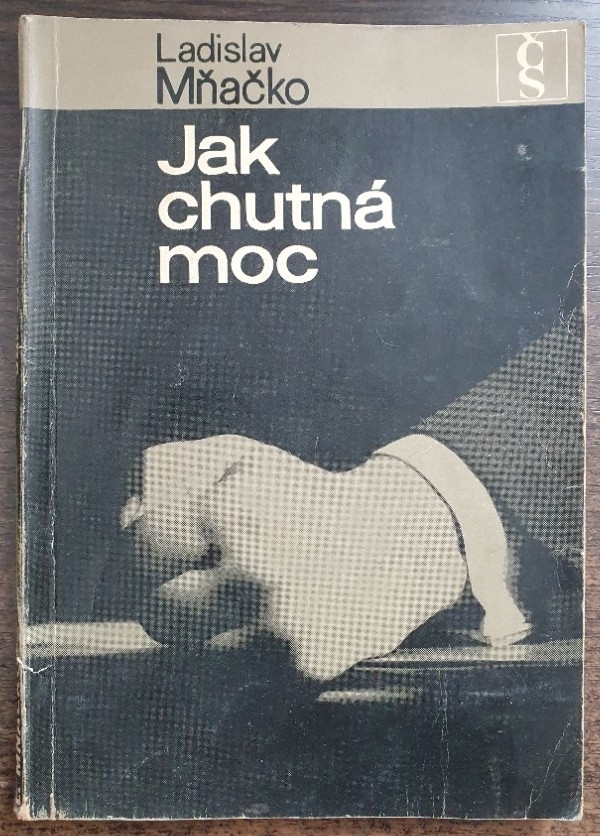 Ladislav
Mňačko
čs
Jak
chutná
moc